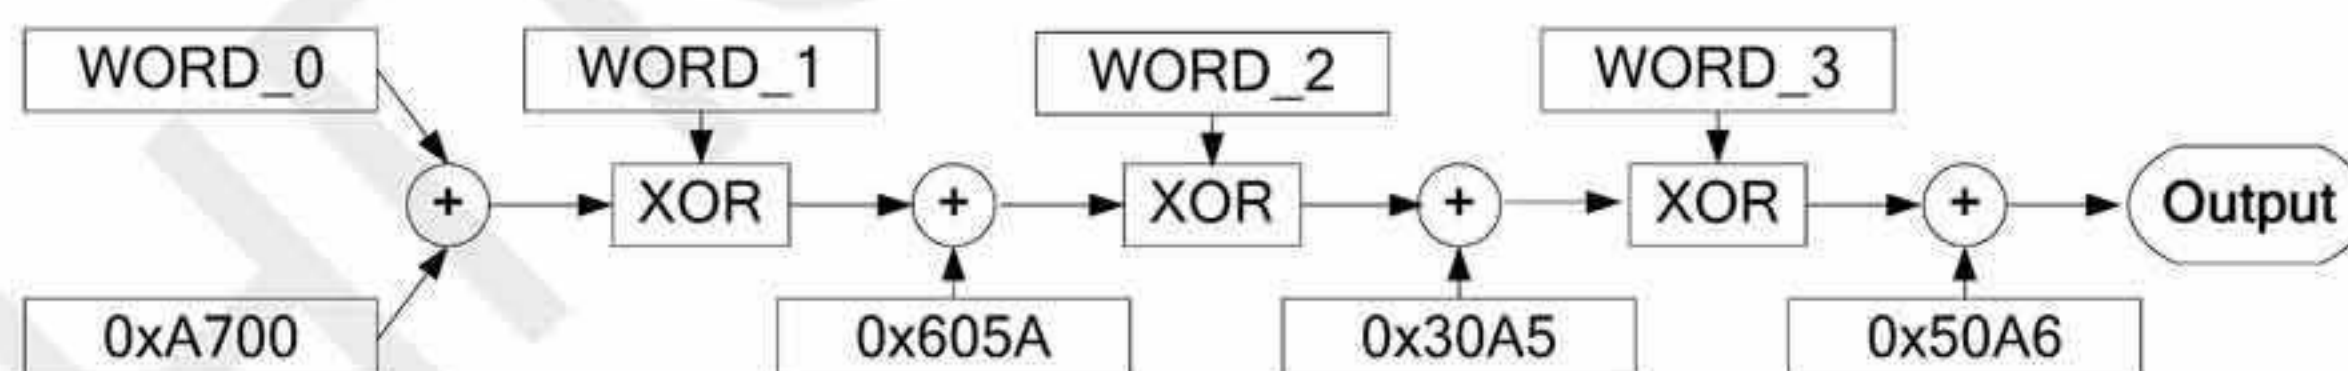 WORD_0 WORD_1 WORD_2 WORD_3
+ XOR + XOR + XOR + Output
0xA700 0x605A 0x30A5 0x50A6